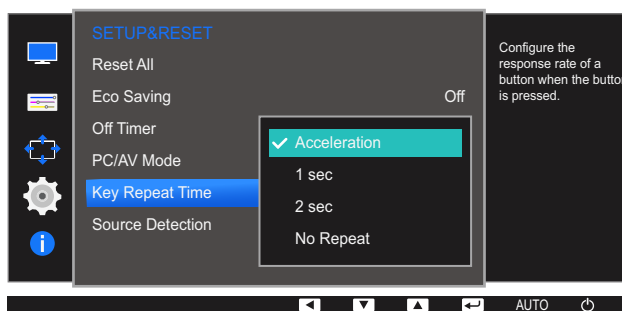 SETUP&RESET
Reset All
Eco Saving Off
Off Timer
PC/AV Mode
Key Repeat Time
Source Detection
Acceleration
1 sec
2 sec
No Repeat
Configure the
response rate of a
button when the button
is pressed.
AUTO